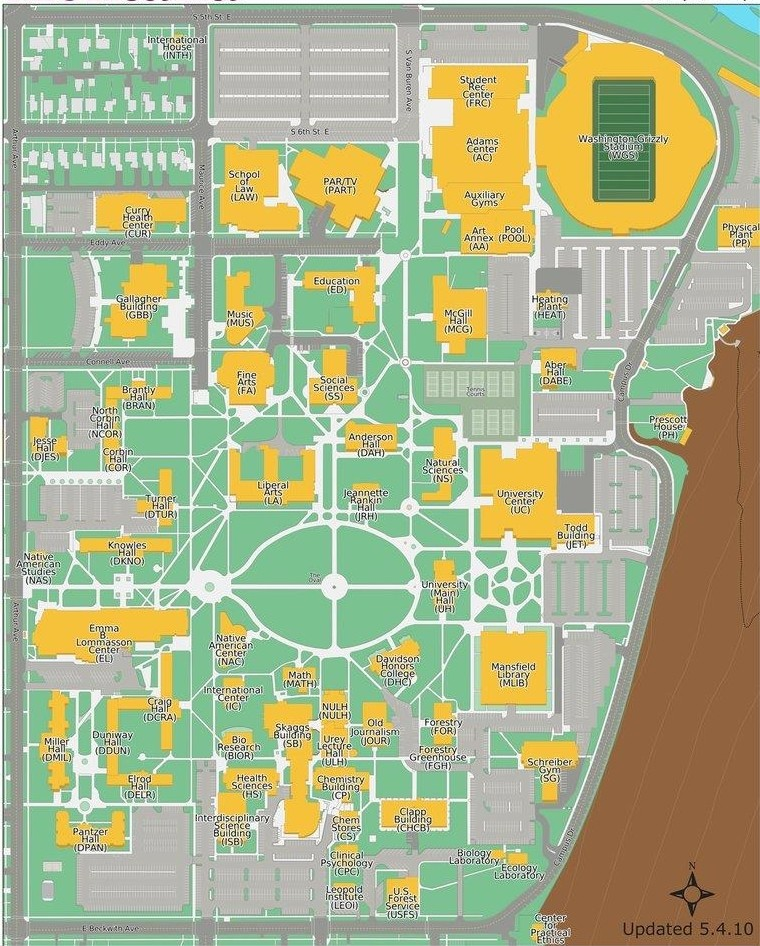 S 5th St. E
International
House
(INTH)
S Van Buren Ave
Student
Rec.
Center
(FRC)
Washington-Grizzly
Stadium
(WGS)
Arthur Ave
S 6th St. E
Adams
Center
(AC)
School
of
Law
(LAW)
PAR/TV
(PART)
Maurice Ave
Auxiliary
Gyms
Curry
Health
Center
(CUR)
Art
Annex
(AA)
Pool
(POOL)
Physical
Plant
(PP)
Eddy Ave
Education
(ED)
Gallagher
Building
(GBB)
Music
(MUS)
McGill
Hall
(MCG)
Heating
Plant
(HEAT)
Connell Ave
Fine
Arts
(FA)
Social
Sciences
(SS)
Aber
Hall
(DABE)
Campus Dr
Tennis
Courts
Brantly
Hall
(BRAN)
North
Corbin
Hall
(NCOR)
Prescott
House
(PH)
Jesse
Hall
(DJES)
Corbin
Hall
(COR)
Anderson
Hall
(DAH)
Natural
Sciences
(NS)
Liberal
Arts
(LA)
Jeannette
Rankin
Hall
(JRH)
University
Center
(UC)
Turner
Hall
(DTUR)
Todd
Building
(JET)
Knowles
Hall
(DKNO)
Native
American
Studies
(NAS)
The
Oval
University
(Main)
Hall
(UH)
Arthur Ave
Emma
B.
Lommasson
Center
(EL)
Native
American
Center
(NAC)
Davidson
Honors
College
(DHC)
Mansfield
Library
(MLIB)
Math
(MATH)
International
Center
(IC)
Craig
Hall
(DCRA)
NULH
(NULH)
Skaggs
Building
(SB)
Old
Journalism
(JOUR)
Forestry
(FOR)
Miller
Hall
(DMIL)
Duniway
Hall
(DDUN)
Bio
Research
(BIOR)
Urey
Lecture
Hall
(ULH)
Forestry
Greenhouse
(FGH)
Schreiber
Gym
(SG)
Elrod
Hall
(DELR)
Health
Sciences
(HS)
Chemistry
Building
(CP)
Interdisciplinary
Science
Building
(ISB)
Chem
Stores
(CS)
Clapp
Building
(CHCB)
Pantzer
Hall
(DPAN)
Campus Dr
Clinical
Psychology
(CPC)
Biology
Laboratory
Ecology
Laboratory
Leopold
Institute
(LEOI)
U.S.
Forest
Service
(USFS)
N
E Beckwith Ave
Center
for
Practical
Ethics
Updated 5.4.10